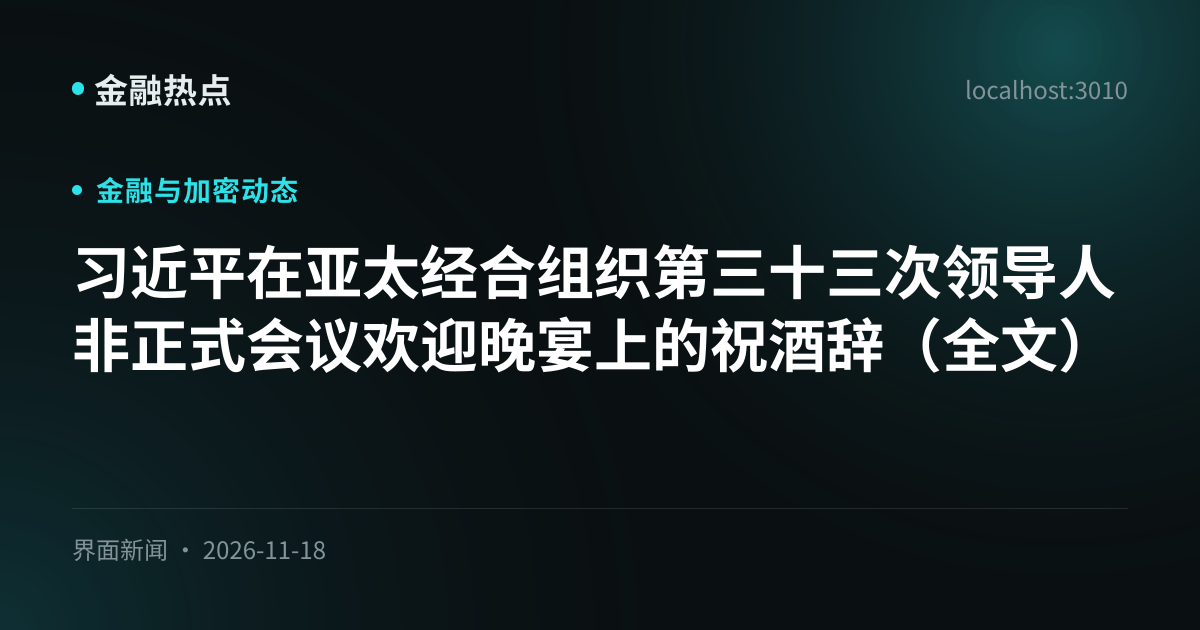 金融热点
localhost:3010
金融与加密动态
习近平在亚太经合组织第三十三次领导人
非正式会议欢迎晚宴上的祝酒辞（全文）
界面新闻 · 2026-11-18